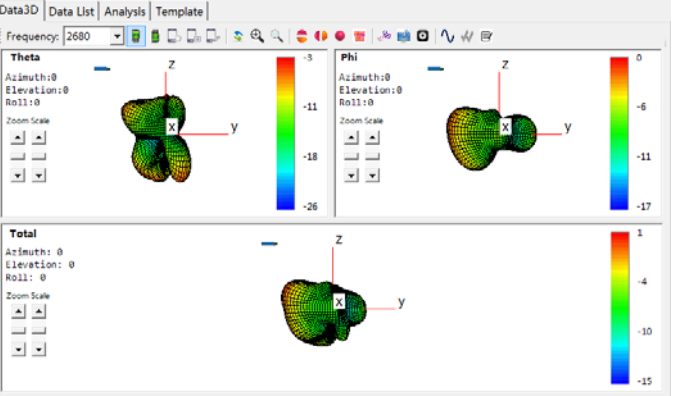 Data3D Data List Analysis Template
Frequency: 2680
Theta
Azimuth:0
Elevation:0
Roll:0
Zoom Scale
Z
X
y
-3
-11
-18
-26
Phi
Azimuth:0
Elevation:0
Roll:0
Zoom Scale
Z
X
y
0
-6
-11
-17
Total
Azimuth: 0
Elevation: 0
Roll: 0
Zoom Scale
Z
X
y
1
-4
-10
-15